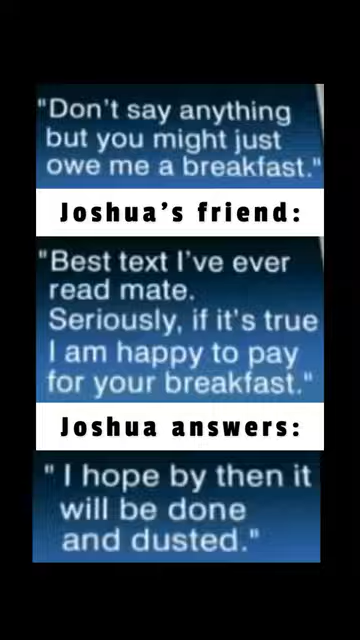 "Don't say anything
but you might just
owe me a breakfast."
Joshua's friend:
"Best text I've ever
read mate.
Seriously, if it's true
I am happy to pay
for your breakfast."
Joshua answers:
" I hope by then it
will be done
and dusted."